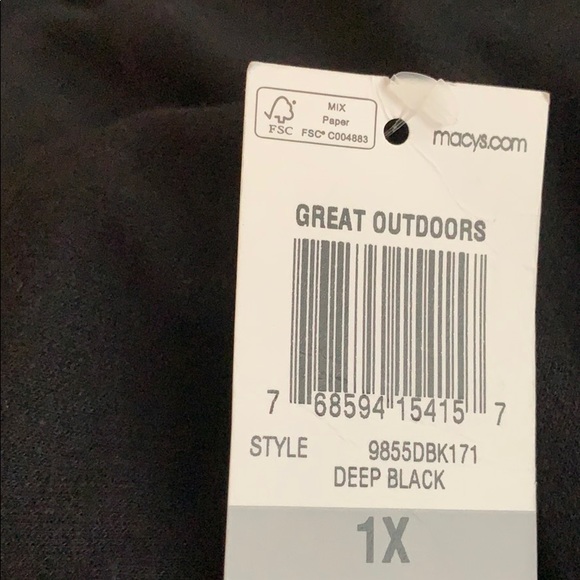 FSC
MIX
Paper
FSC® C004883
macys.com
GREAT OUTDOORS
7 68594 15415 7
STYLE 9855DBK171
DEEP BLACK
1X